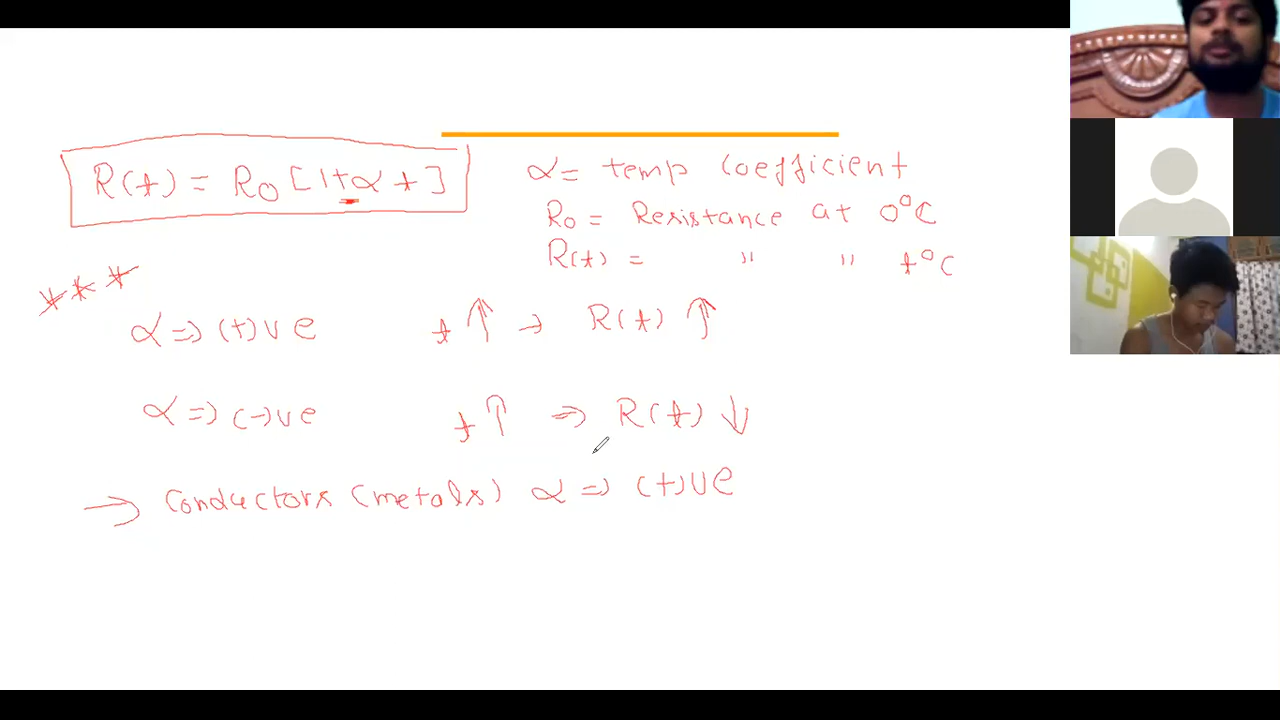 R(t) = R₀ [1+α t]
α = temp coefficient
R₀ = Resistance at 0°C
R(t) = " " t°C
***
α ⇒ (+)ve t ↑ → R(t) ↑
α ⇒ (-)ve t ↑ ⇒ R(t) ↓
→ Conductors (metals) α ⇒ (+)ve